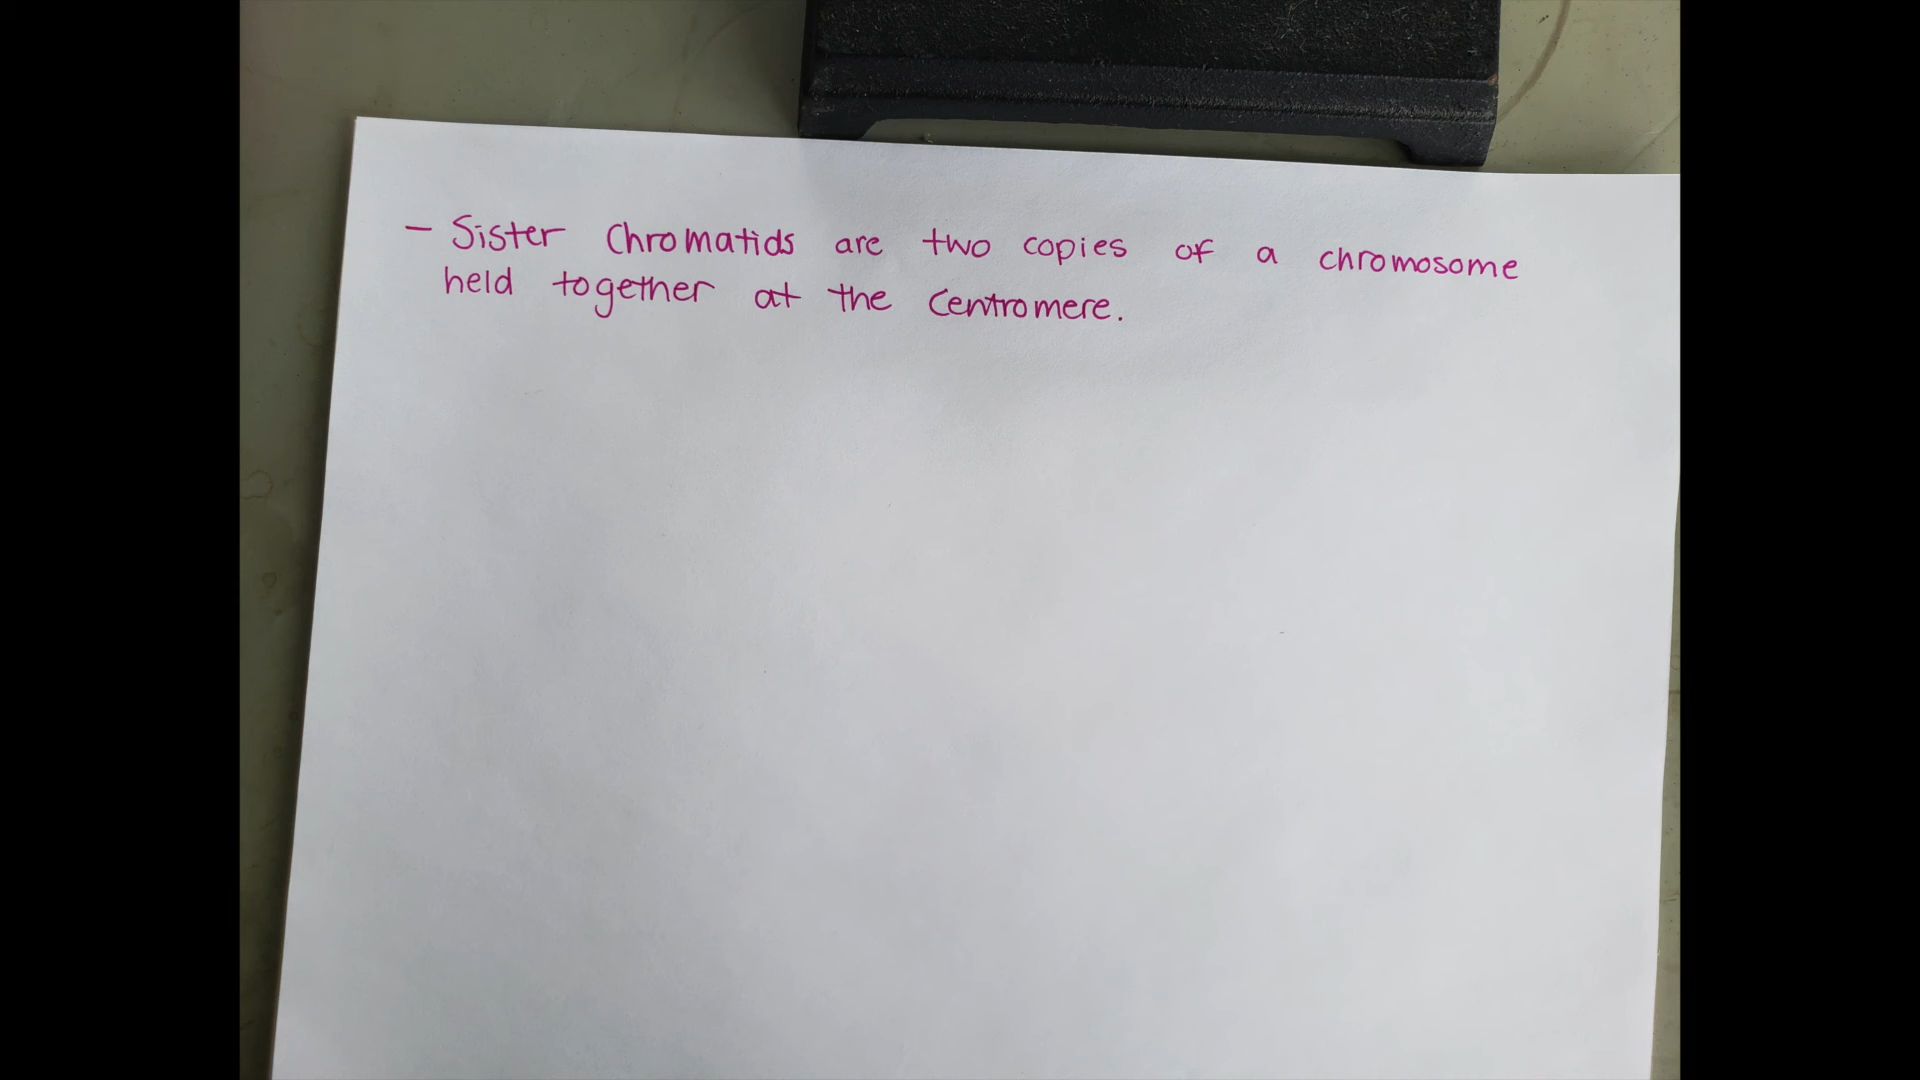 - Sister Chromatids are two copies of a chromosome
held together at the Centromere.